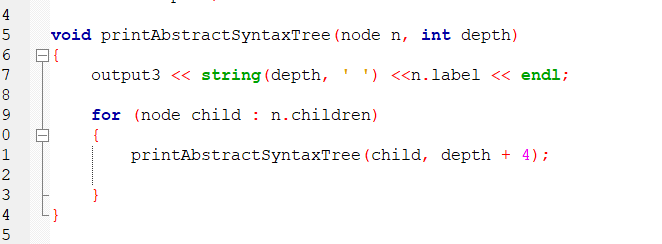 4
5 void printAbstractSyntaxTree(node n, int depth)
6 {
7     output3 << string(depth, ' ') <<n.label << endl;
8
9     for (node child : n.children)
0     {
1         printAbstractSyntaxTree(child, depth + 4);
2
3     }
4 }
5